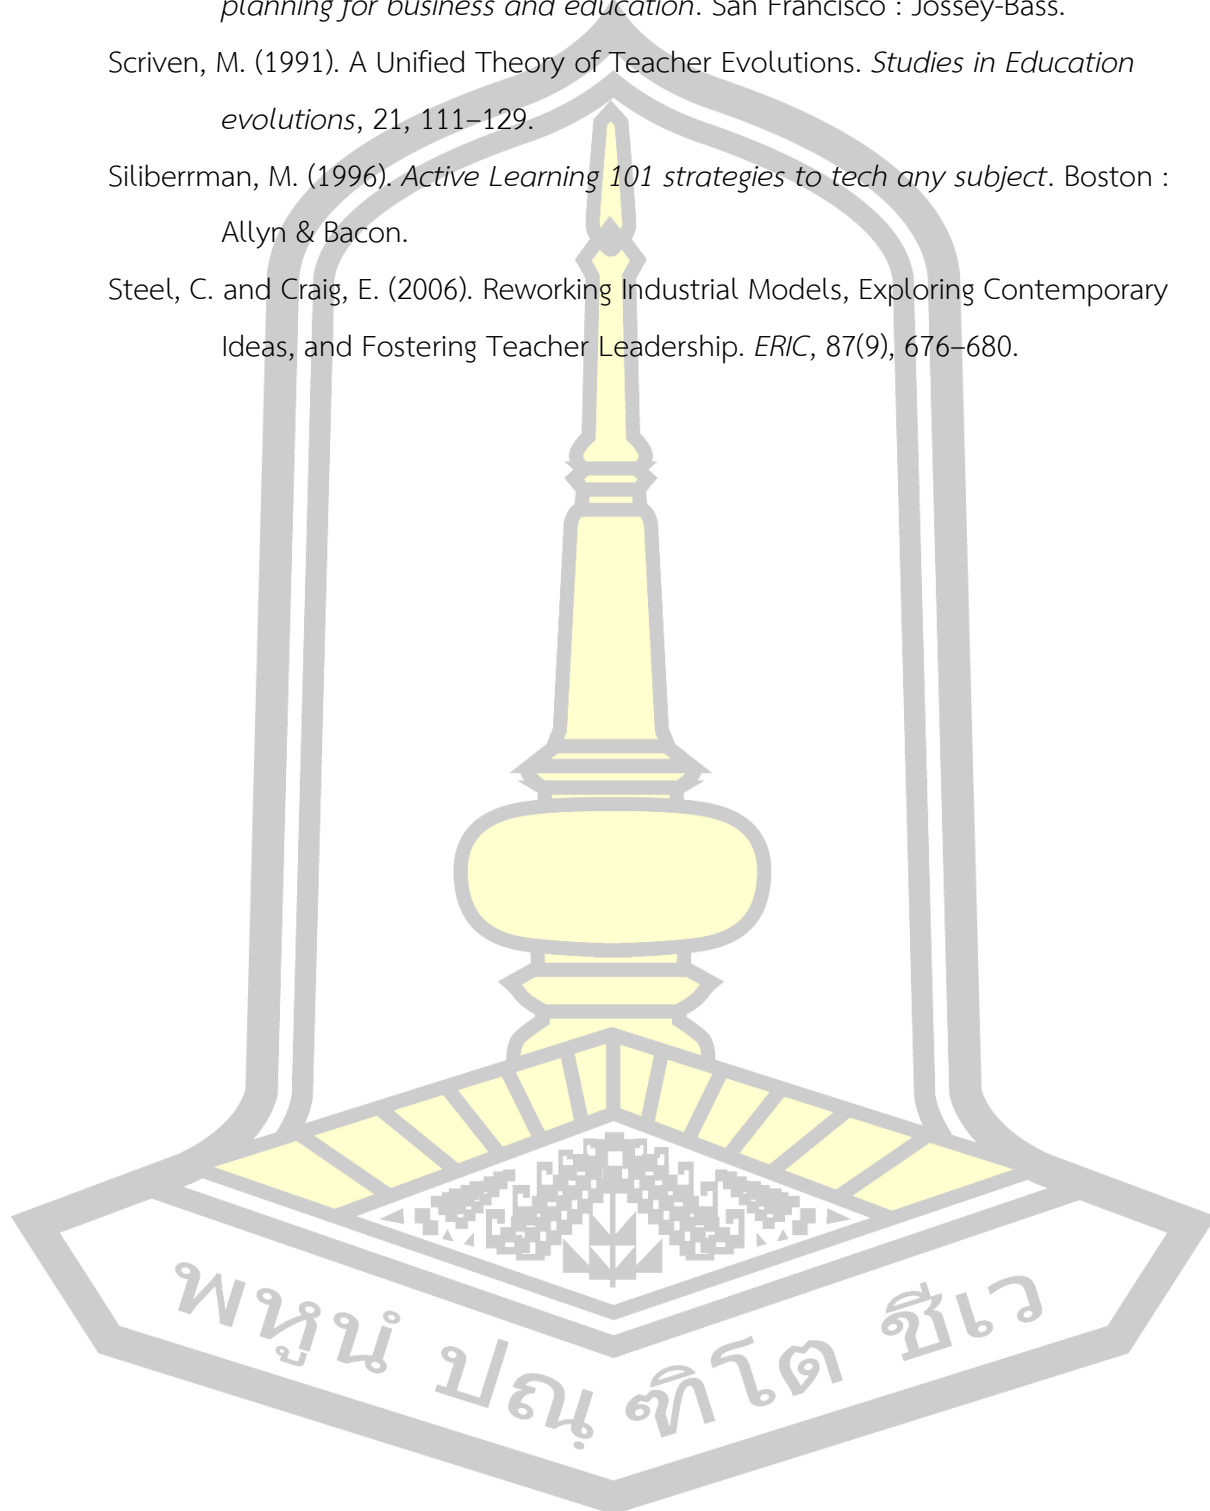 planning for business and education. San Francisco : Jossey-Bass.
Scriven, M. (1991). A Unified Theory of Teacher Evolutions. Studies in Education
evolutions, 21, 111–129.
Siliberrman, M. (1996). Active Learning 101 strategies to tech any subject. Boston :
Allyn & Bacon.
Steel, C. and Craig, E. (2006). Reworking Industrial Models, Exploring Contemporary
Ideas, and Fostering Teacher Leadership. ERIC, 87(9), 676–680.
พหูนํ ปณฺ ฑิโต ชีเว